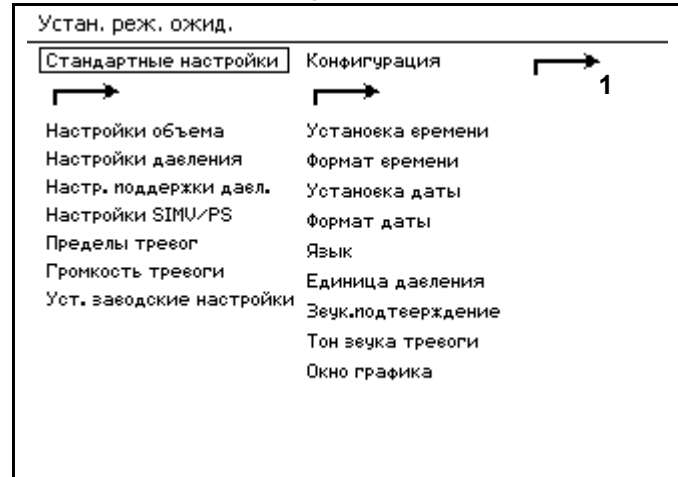 Устан. реж. ожид.
Стандартные настройки
Настройки объема
Настройки давления
Настр. поддержки давл.
Настройки SIMV/PS
Пределы тревог
Громкость тревоги
Уст. заводские настройки
Конфигурация
Установка времени
Формат времени
Установка даты
Формат даты
Язык
Единица давления
Звук.подтверждение
Тон звука тревоги
Окно графика
1